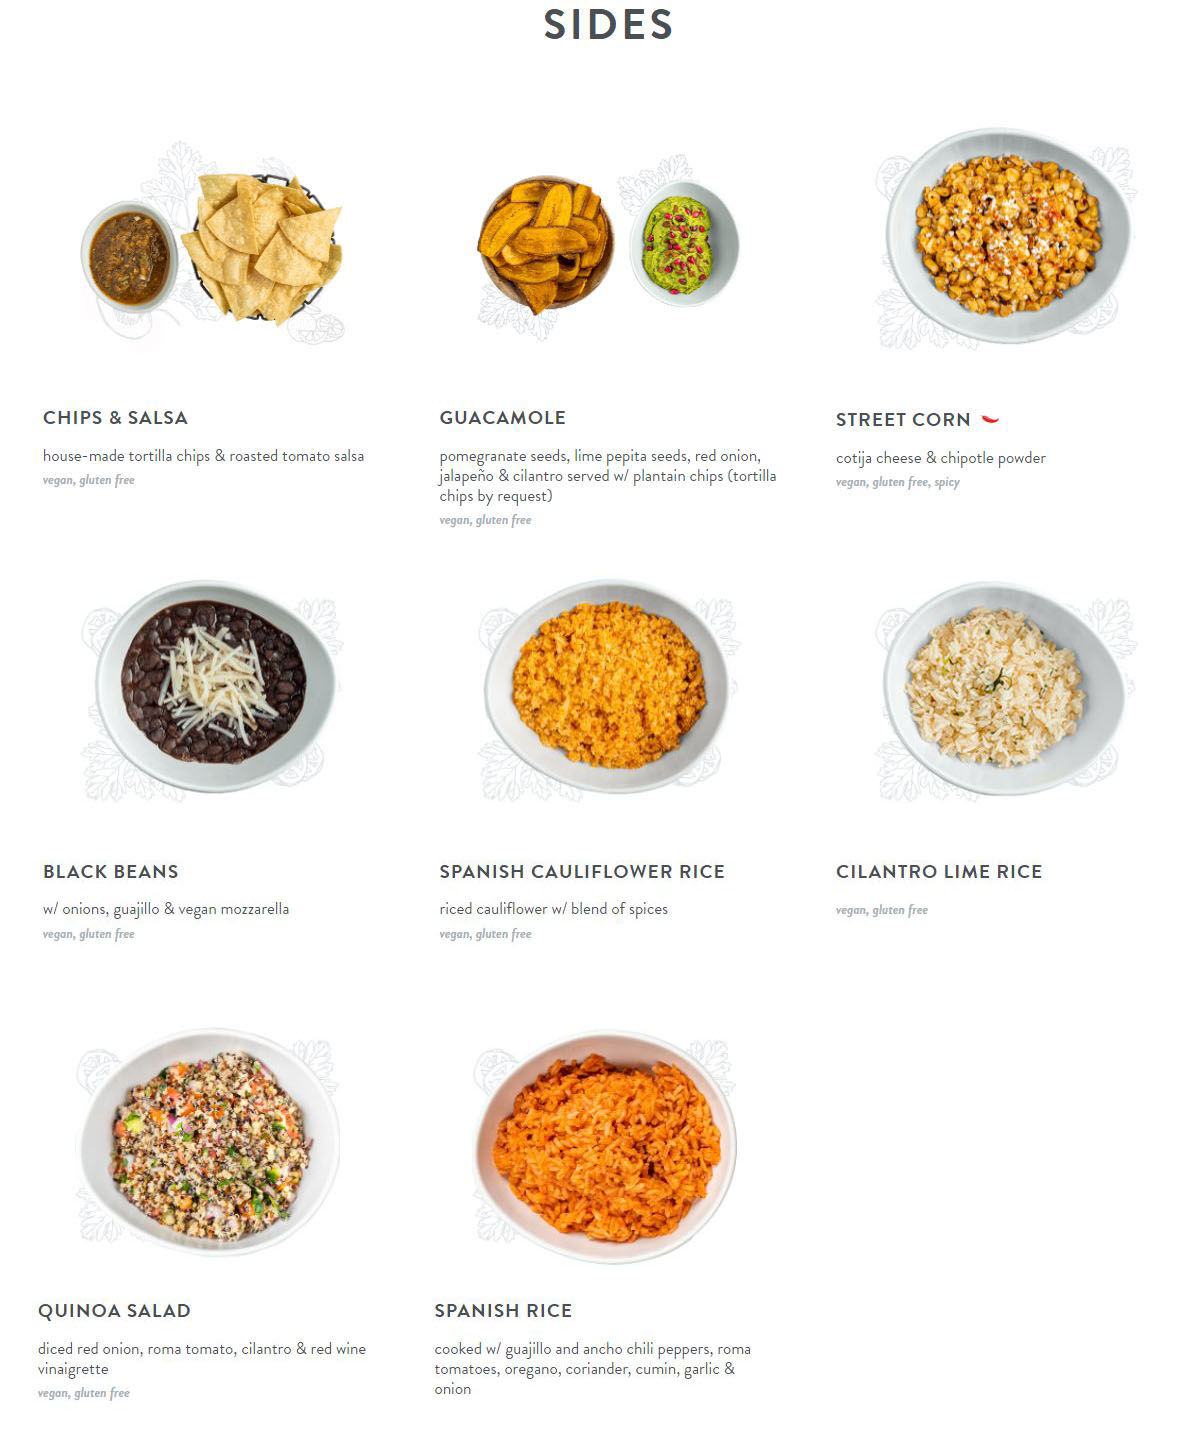 SIDES
CHIPS & SALSA
house-made tortilla chips & roasted tomato salsa
vegan, gluten free
GUACAMOLE
pomegranate seeds, lime pepita seeds, red onion,
jalapeño & cilantro served w/ plantain chips (tortilla
chips by request)
vegan, gluten free
STREET CORN
cotija cheese & chipotle powder
vegan, gluten free, spicy
BLACK BEANS
w/ onions, guajillo & vegan mozzarella
vegan, gluten free
SPANISH CAULIFLOWER RICE
riced cauliflower w/ blend of spices
vegan, gluten free
CILANTRO LIME RICE
vegan, gluten free
QUINOA SALAD
diced red onion, roma tomato, cilantro & red wine
vinaigrette
vegan, gluten free
SPANISH RICE
cooked w/ guajillo and ancho chili peppers, roma
tomatoes, oregano, coriander, cumin, garlic &
onion